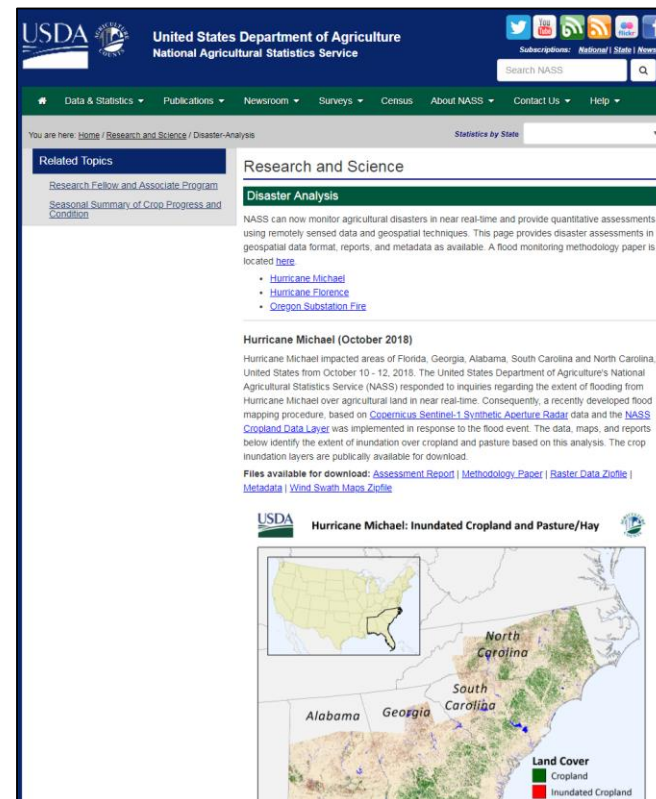 USDA
United States Department of Agriculture
National Agricultural Statistics Service
You
Tube
flickr
f
Subscriptions: National | State | News
Search NASS
Data & Statistics
Publications
Newsroom
Surveys
Census
About NASS
Contact Us
Help
You are here: Home / Research and Science / Disaster-Analysis
Statistics by State
Related Topics
Research Fellow and Associate Program
Seasonal Summary of Crop Progress and
Condition
Research and Science
Disaster Analysis
NASS can now monitor agricultural disasters in near real-time and provide quantitative assessments
using remotely sensed data and geospatial techniques. This page provides disaster assessments in
geospatial data format, reports, and metadata as available. A flood monitoring methodology paper is
located here.
• Hurricane Michael
• Hurricane Florence
• Oregon Substation Fire
Hurricane Michael (October 2018)
Hurricane Michael impacted areas of Florida, Georgia, Alabama, South Carolina and North Carolina,
United States from October 10 - 12, 2018. The United States Department of Agriculture's National
Agricultural Statistics Service (NASS) responded to inquiries regarding the extent of flooding from
Hurricane Michael over agricultural land in near real-time. Consequently, a recently developed flood
mapping procedure, based on Copernicus Sentinel-1 Synthetic Aperture Radar data and the NASS
Cropland Data Layer was implemented in response to the flood event. The data, maps, and reports
below identify the extent of inundation over cropland and pasture based on this analysis. The crop
inundation layers are publically available for download.
Files available for download: Assessment Report | Methodology Paper | Raster Data Zipfile |
Metadata | Wind Swath Maps Zipfile
USDA
Hurricane Michael: Inundated Cropland and Pasture/Hay
North
Carolina
South
Carolina
Alabama
Georgia
Land Cover
Cropland
Inundated Cropland